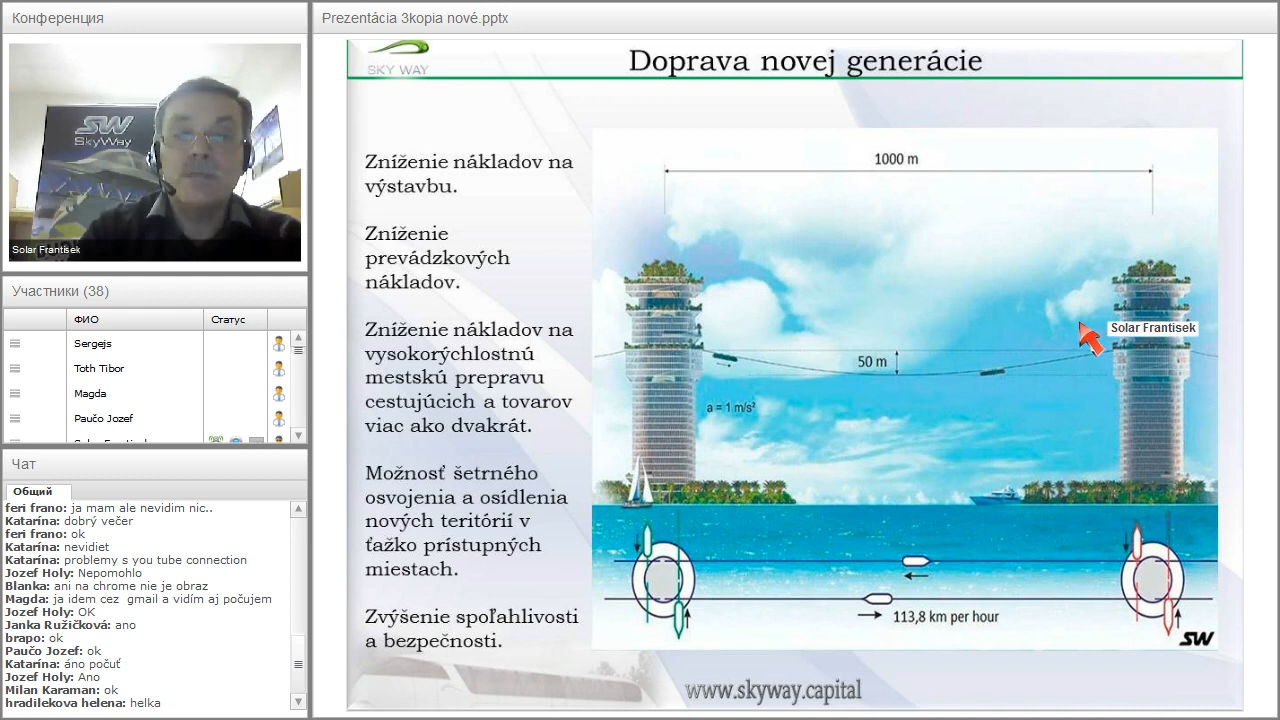 Конференция
SW
SkyWay
Solar Frantisek
Участники (38)
ФИО
Статус
Sergejs
Toth Tibor
Magda
Paučo Jozef
Чат
Общий
feri frano: ja mam ale nevidim nic..
Katarína: dobrý večer
feri frano: ok
Katarína: nevidiet
Katarína: problemy s you tube connection
Jozef Holy: Nepomohlo
Blanka: ani na chrome nie je obraz
Magda: ja idem cez gmail a vidím aj počujem
Jozef Holy: OK
Janka Ružičková: ano
brapo: ok
Paučo Jozef: ok
Katarína: áno počuť
Jozef Holy: Ano
Milan Karaman: ok
hradilekova helena: helka
Prezentácia 3kopia nové.pptx
SKY WAY
Doprava novej generácie
Zníženie nákladov na
výstavbu.
Zníženie
prevádzkových
nákladov.
Zníženie nákladov na
vysokorýchlostnú
mestskú prepravu
cestujúcich a tovarov
viac ako dvakrát.
Možnosť šetrného
osvojenia a osídlenia
nových teritórií v
ťažko prístupných
miestach.
Zvýšenie spoľahlivosti
a bezpečnosti.
1000 m
Solar Frantisek
50 m
a = 1 m/s²
113,8 km per hour
SW
www.skyway.capital